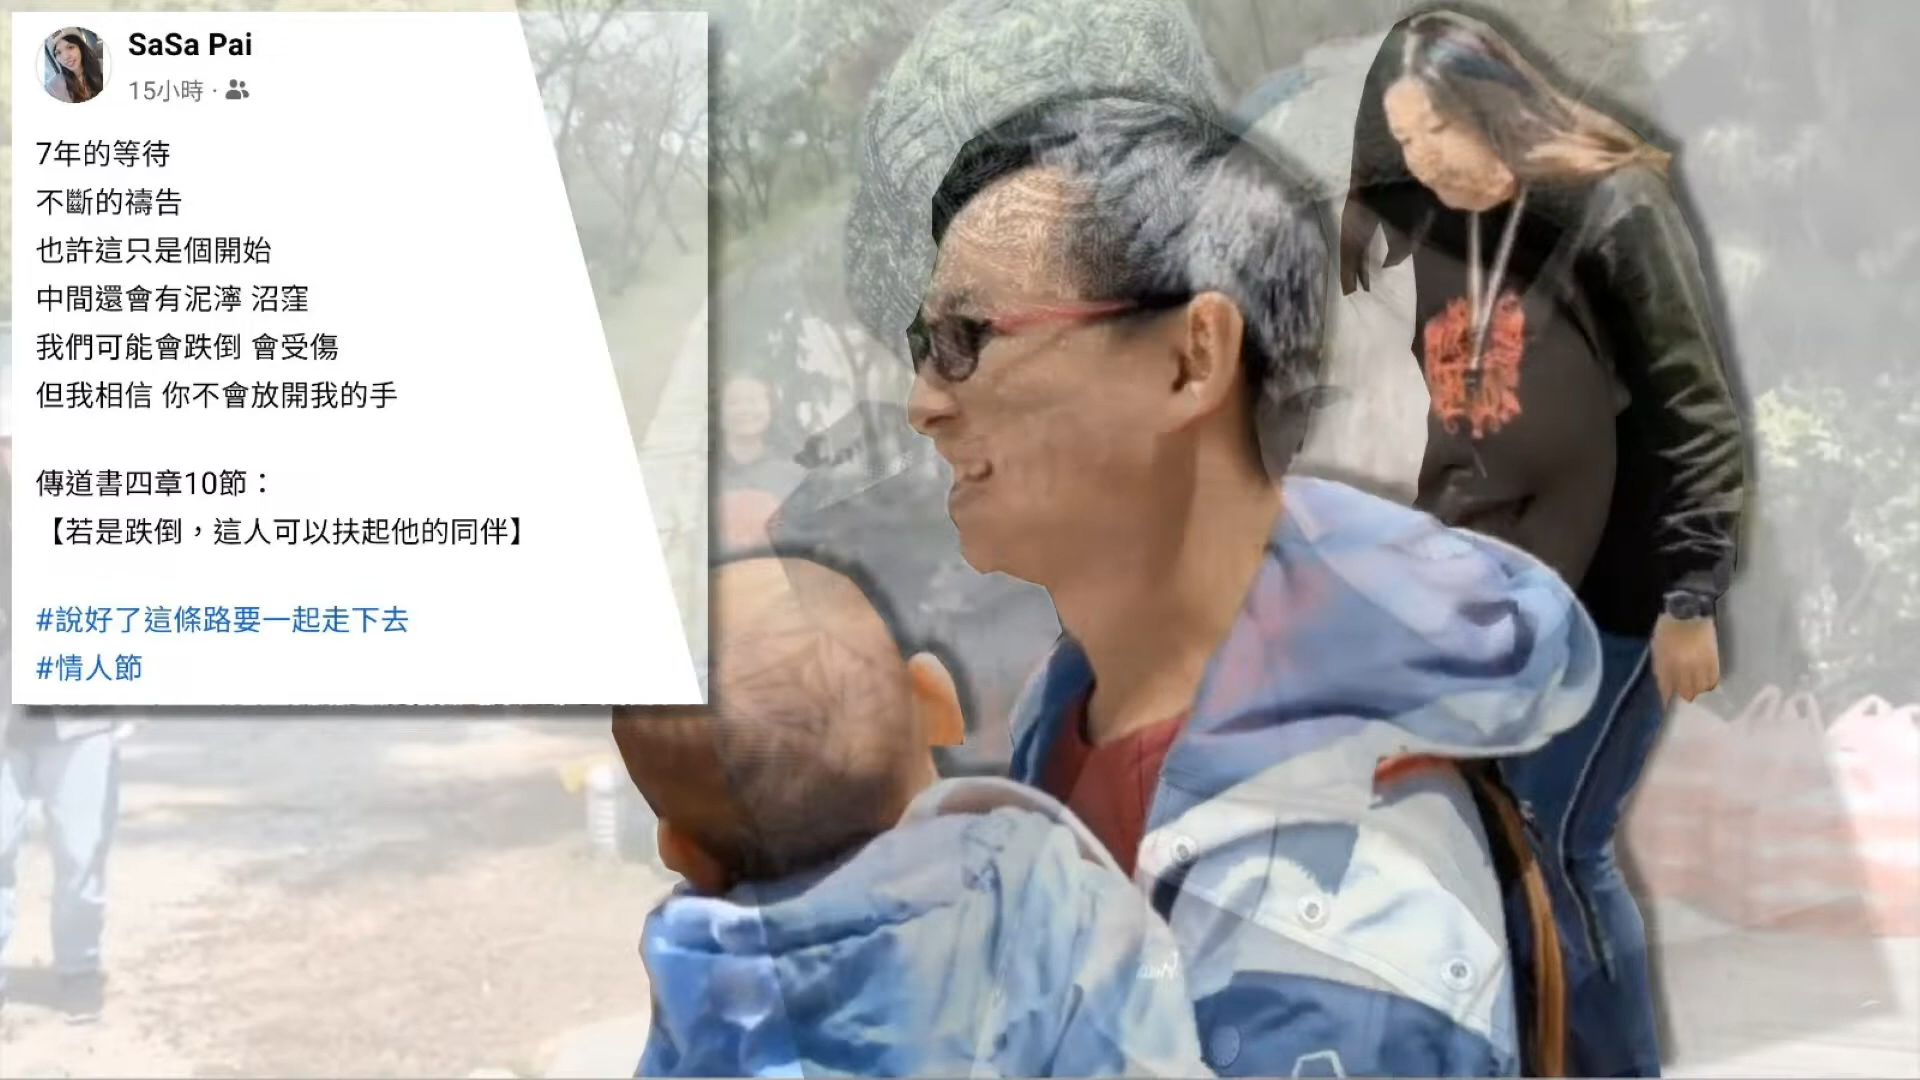 SaSa Pai
15小時 ·
7年的等待
不斷的禱告
也許這只是個開始
中間還會有泥濘 沼窪
我們可能會跌倒 會受傷
但我相信 你不會放開我的手
傳道書四章10節：
【若是跌倒，這人可以扶起他的同伴】
#說好了這條路要一起走下去
#情人節